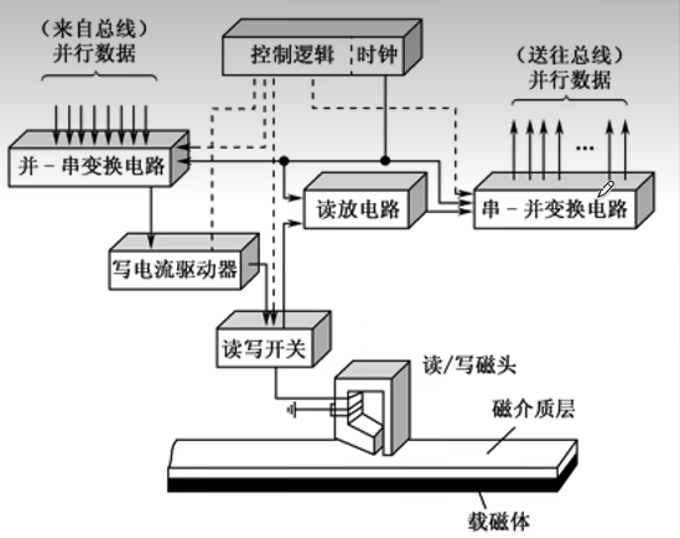 （来自总线）
并行数据
控制逻辑 时钟
（送往总线）
并行数据
...
并－串变换电路
读放电路
串－并变换电路
写电流驱动器
读写开关
读/写磁头
磁介质层
载磁体